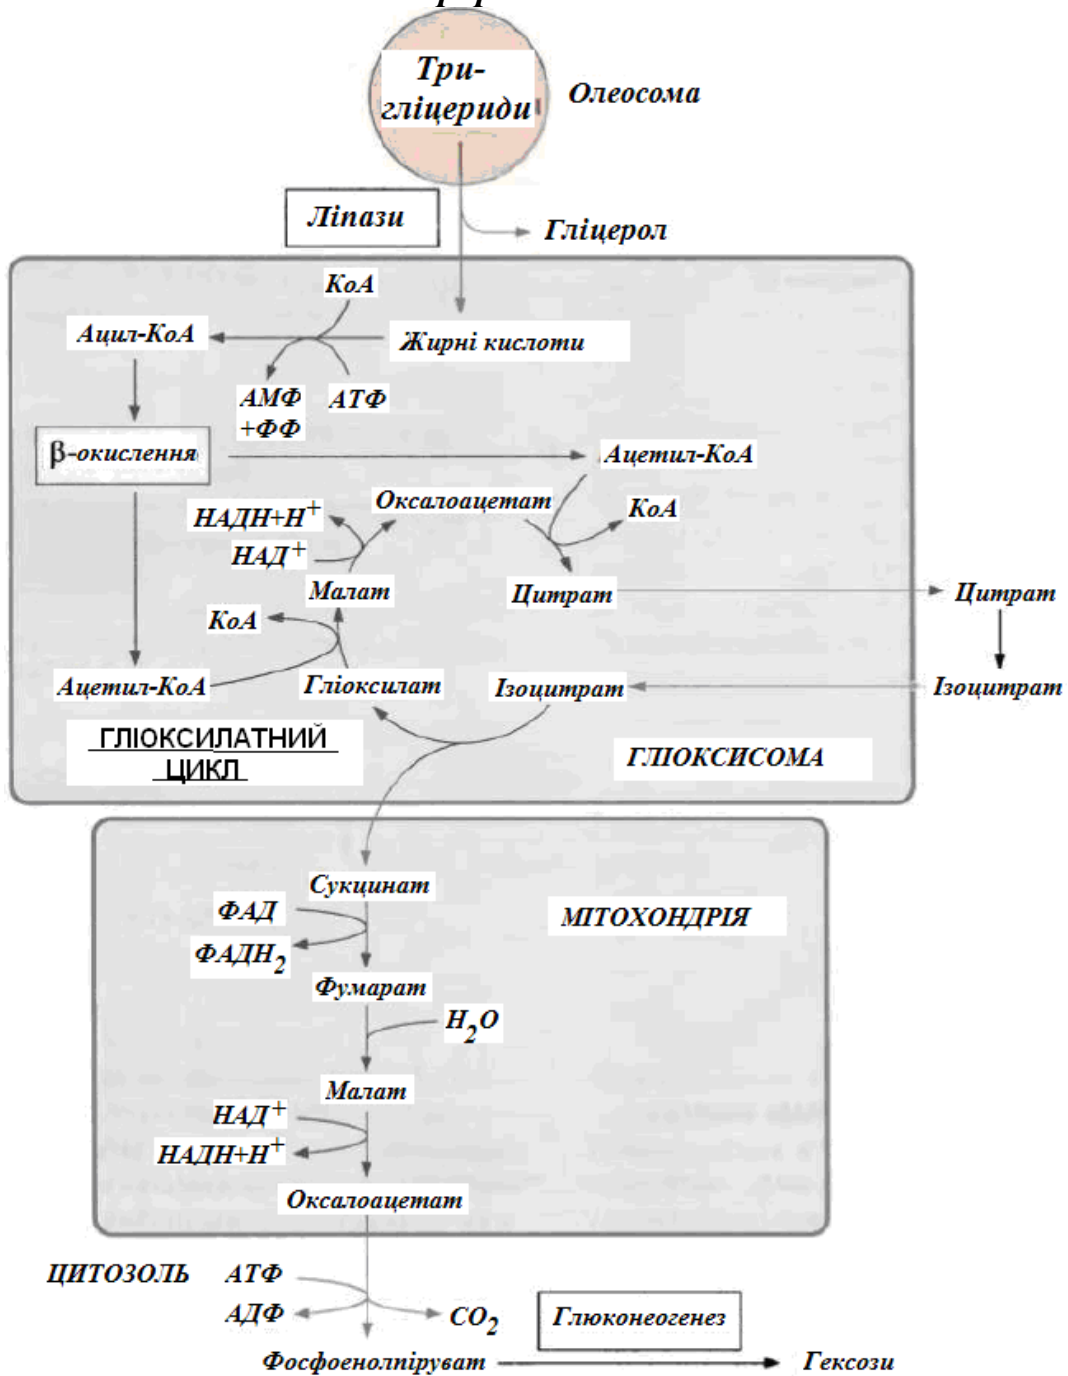 Три-
гліцериди
Олеосома
Ліпази
Гліцерол
КоА
Ацил-КоА
Жирні кислоти
АМФ
+ФФ
АТФ
β-окислення
Ацетил-КоА
Оксалоацетат
КоА
НАДН+Н⁺
НАД⁺
Малат
Цитрат
Цитрат
КоА
Ацетил-КоА
Гліоксилат
Ізоцитрат
Ізоцитрат
ГЛІОКСИЛАТНИЙ
ЦИКЛ
ГЛІОКСИСОМА
Сукцинат
ФАД
ФАДН₂
МІТОХОНДРІЯ
Фумарат
Н₂О
Малат
НАД⁺
НАДН+Н⁺
Оксалоацетат
ЦИТОЗОЛЬ
АТФ
АДФ
СО₂
Глюконеогенез
Фосфоенолпіруват
Гексози